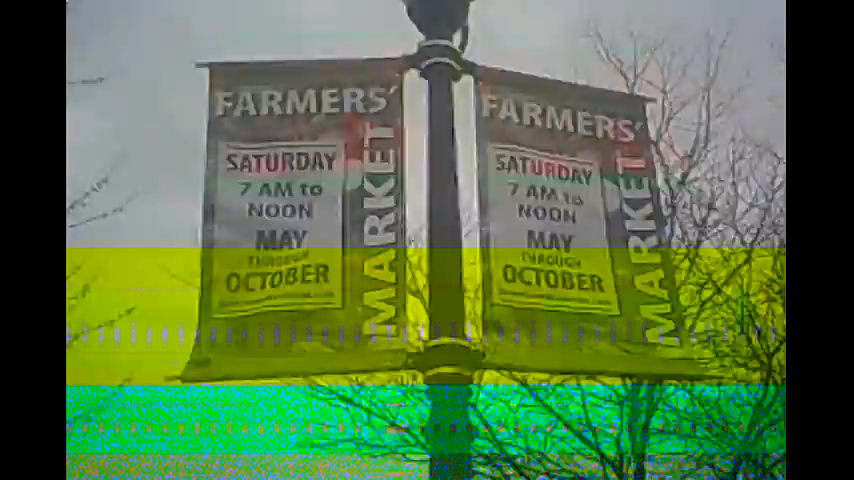 FARMERS'
MARKET
SATURDAY
7 AM to
NOON
MAY
THROUGH
OCTOBER
FARMERS'
MARKET
SATURDAY
7 AM to
NOON
MAY
THROUGH
OCTOBER